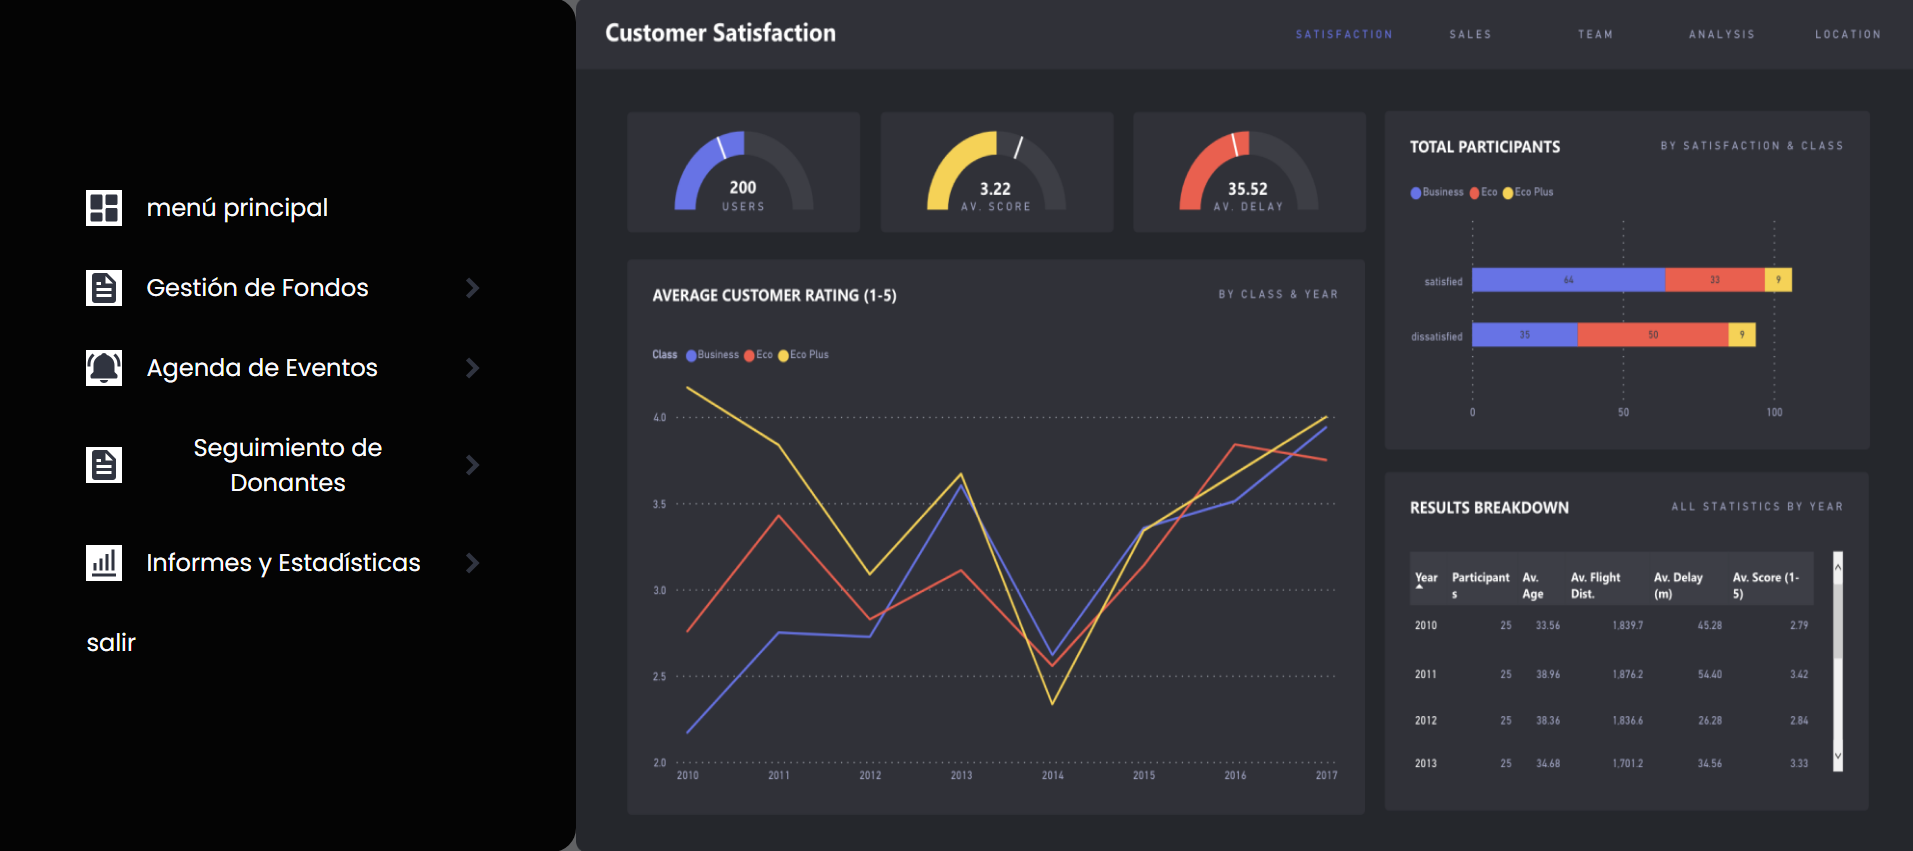 menú principal
Gestión de Fondos
Agenda de Eventos
Seguimiento de
Donantes
Informes y Estadísticas
salir
Customer Satisfaction
SATISFACTION SALES TEAM ANALYSIS LOCATION
200
USERS
3.22
AV. SCORE
35.52
AV. DELAY
AVERAGE CUSTOMER RATING (1-5) BY CLASS & YEAR
Class Business Eco Eco Plus
4.0
3.5
3.0
2.5
2.0
2010 2011 2012 2013 2014 2015 2016 2017
TOTAL PARTICIPANTS BY SATISFACTION & CLASS
Business Eco Eco Plus
satisfied 64 33 9
dissatisfied 35 50 9
0 50 100
RESULTS BREAKDOWN ALL STATISTICS BY YEAR
Year Participant Av. Av. Flight Av. Delay Av. Score (1-
s Age Dist. (m) 5)
2010 25 33.56 1,839.7 45.28 2.79
2011 25 38.96 1,876.2 54.40 3.42
2012 25 38.36 1,836.6 26.28 2.84
2013 25 34.68 1,701.2 34.56 3.33